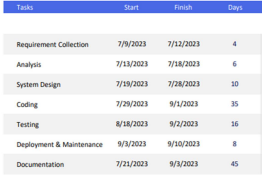 Tasks Start Finish Days
Requirement Collection 7/9/2023 7/12/2023 4
Analysis 7/13/2023 7/18/2023 6
System Design 7/19/2023 7/28/2023 10
Coding 7/29/2023 9/1/2023 35
Testing 8/18/2023 9/2/2023 16
Deployment & Maintenance 9/3/2023 9/10/2023 8
Documentation 7/21/2023 9/3/2023 45